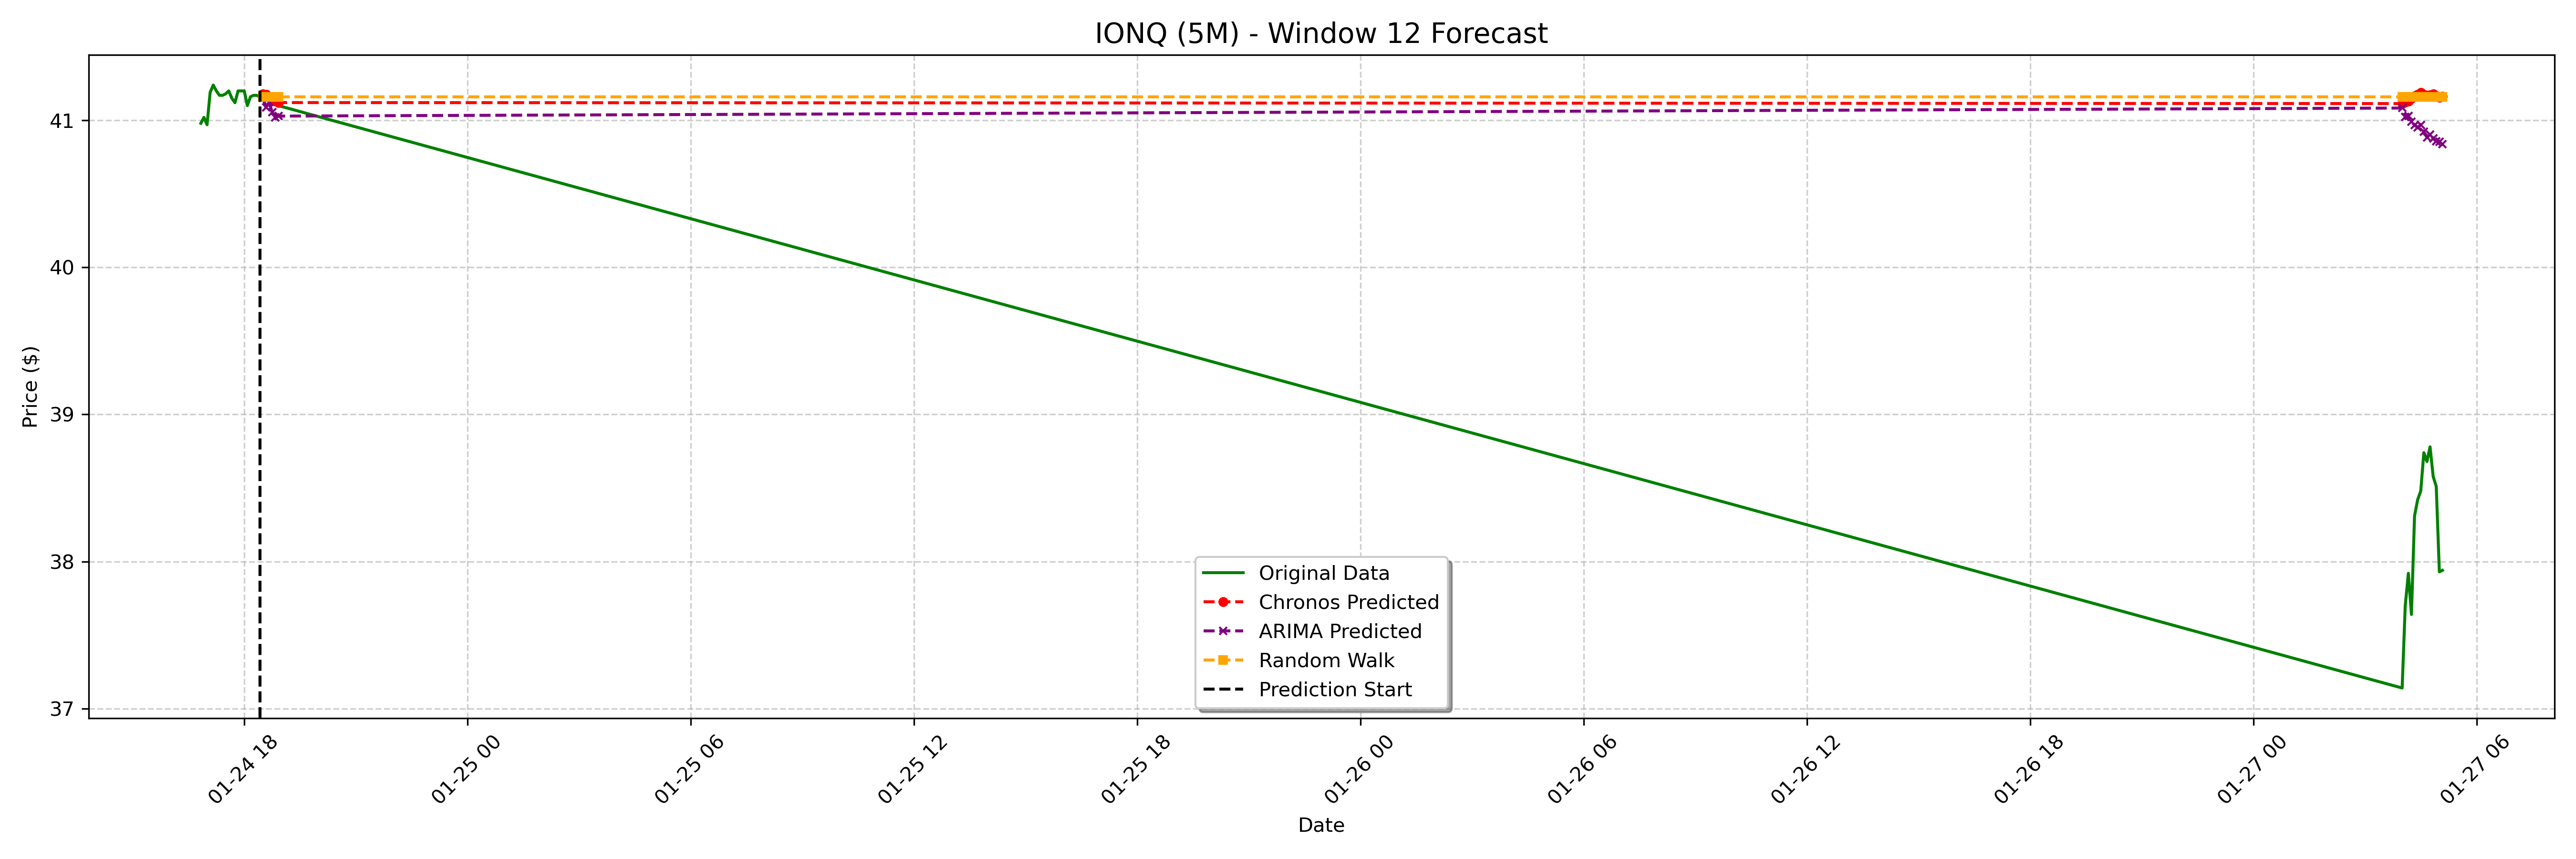 IONQ (5M) - Window 12 Forecast
Price ($)
41
40
39
38
37
Original Data
Chronos Predicted
ARIMA Predicted
Random Walk
Prediction Start
01-24 18
01-25 00
01-25 06
01-25 12
01-25 18
01-26 00
01-26 06
01-26 12
01-26 18
01-27 00
01-27 06
Date